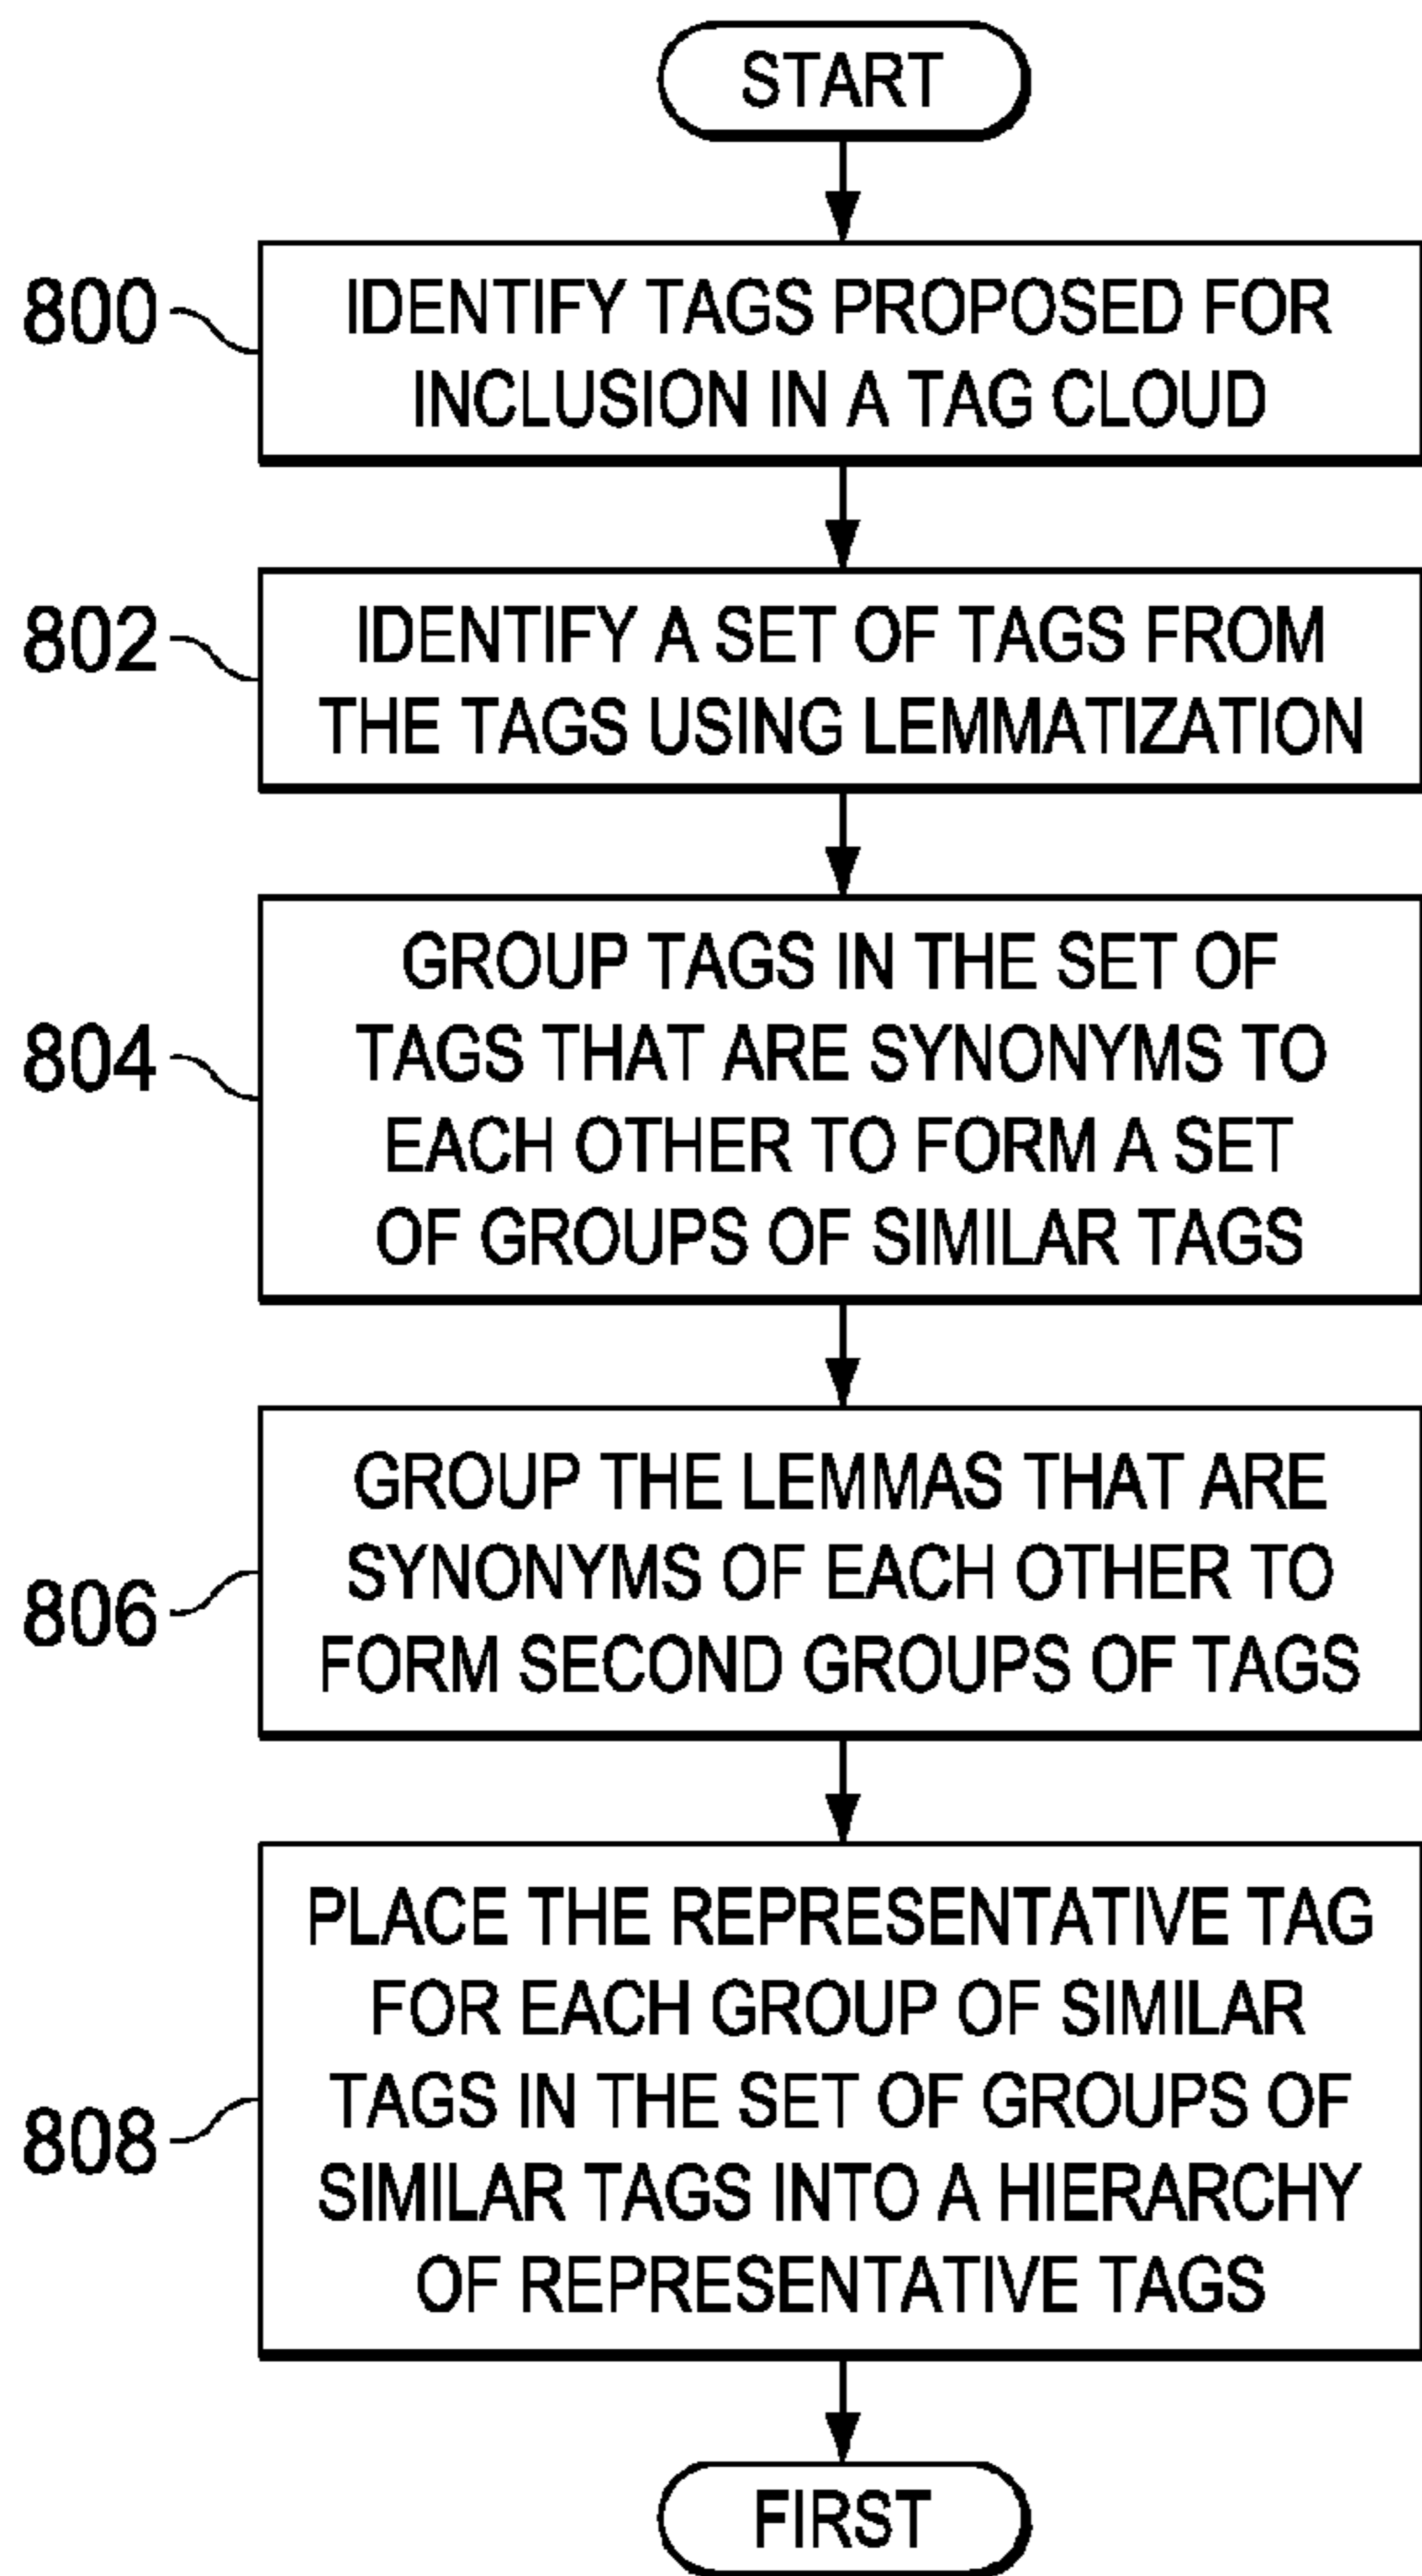 START
800
IDENTIFY TAGS PROPOSED FOR
INCLUSION IN A TAG CLOUD
802
IDENTIFY A SET OF TAGS FROM
THE TAGS USING LEMMATIZATION
804
GROUP TAGS IN THE SET OF
TAGS THAT ARE SYNONYMS TO
EACH OTHER TO FORM A SET
OF GROUPS OF SIMILAR TAGS
806
GROUP THE LEMMAS THAT ARE
SYNONYMS OF EACH OTHER TO
FORM SECOND GROUPS OF TAGS
808
PLACE THE REPRESENTATIVE TAG
FOR EACH GROUP OF SIMILAR
TAGS IN THE SET OF GROUPS OF
SIMILAR TAGS INTO A HIERARCHY
OF REPRESENTATIVE TAGS
FIRST